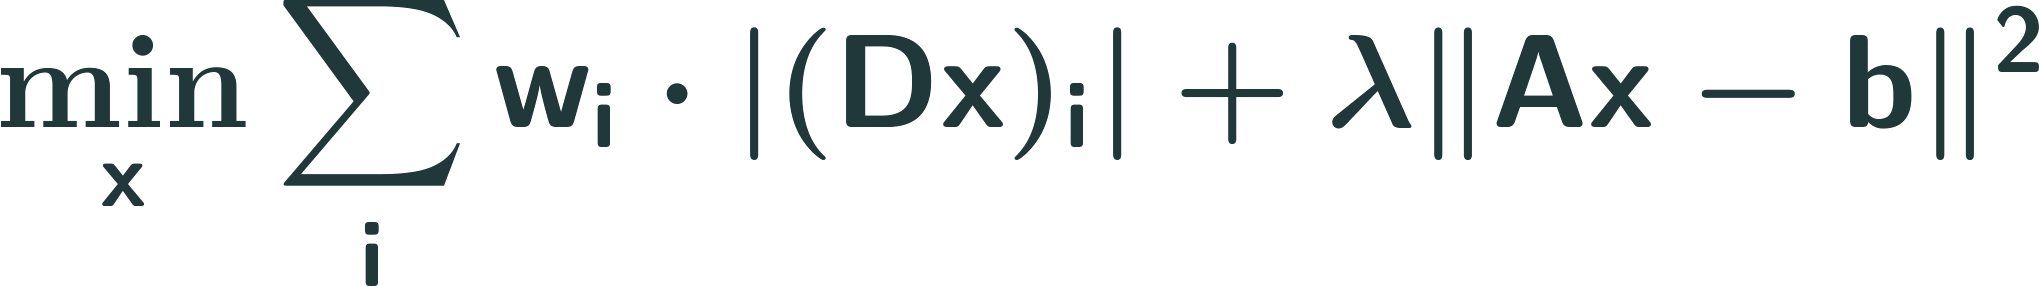 min_x ∑_i w_i · |(Dx)_i| + λ‖Ax − b‖²